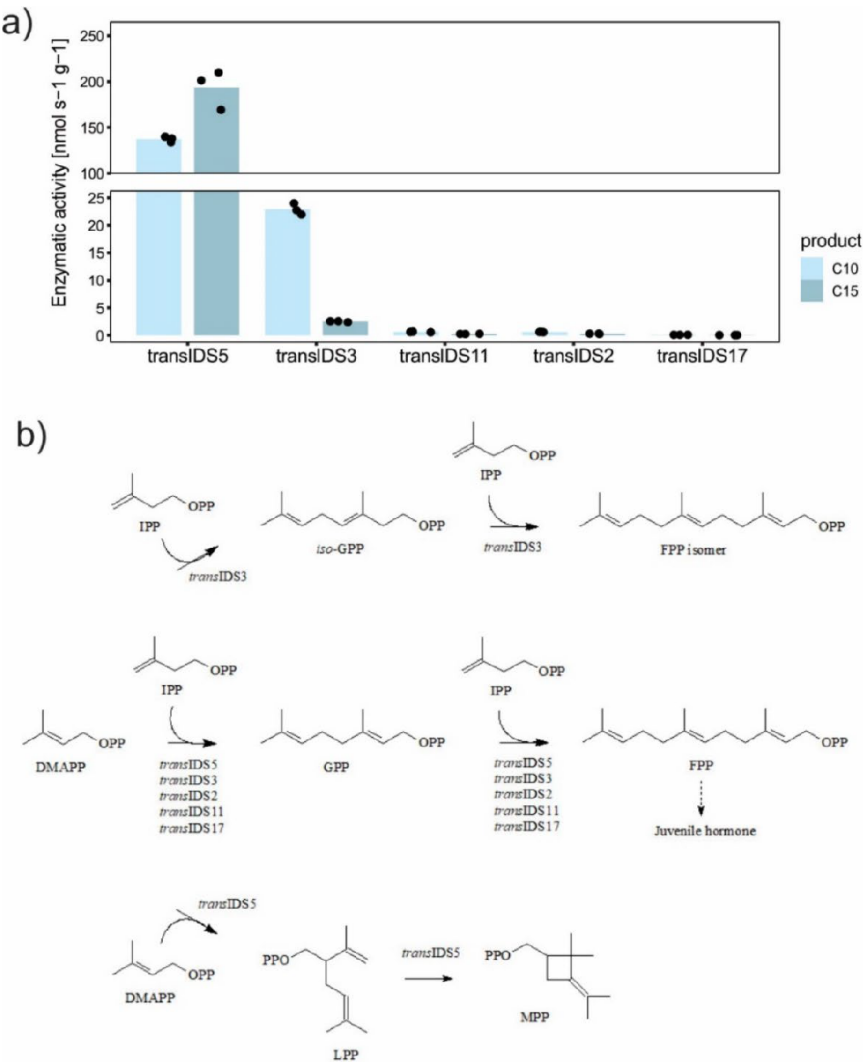 a)
Enzymatic activity [nmol s−1 g−1]
250
200
150
100
25
20
15
10
5
0
transIDS5 transIDS3 transIDS11 transIDS2 transIDS17
product
C10
C15
b)
IPP
OPP
IPP
OPP
transIDS3
iso-GPP
OPP
transIDS3
FPP isomer
OPP
IPP
OPP
IPP
OPP
DMAPP
OPP
transIDS5
transIDS3
transIDS2
transIDS11
transIDS17
GPP
OPP
transIDS5
transIDS3
transIDS2
transIDS11
transIDS17
FPP
OPP
Juvenile hormone
transIDS5
DMAPP
OPP
PPO
LPP
transIDS5
PPO
MPP